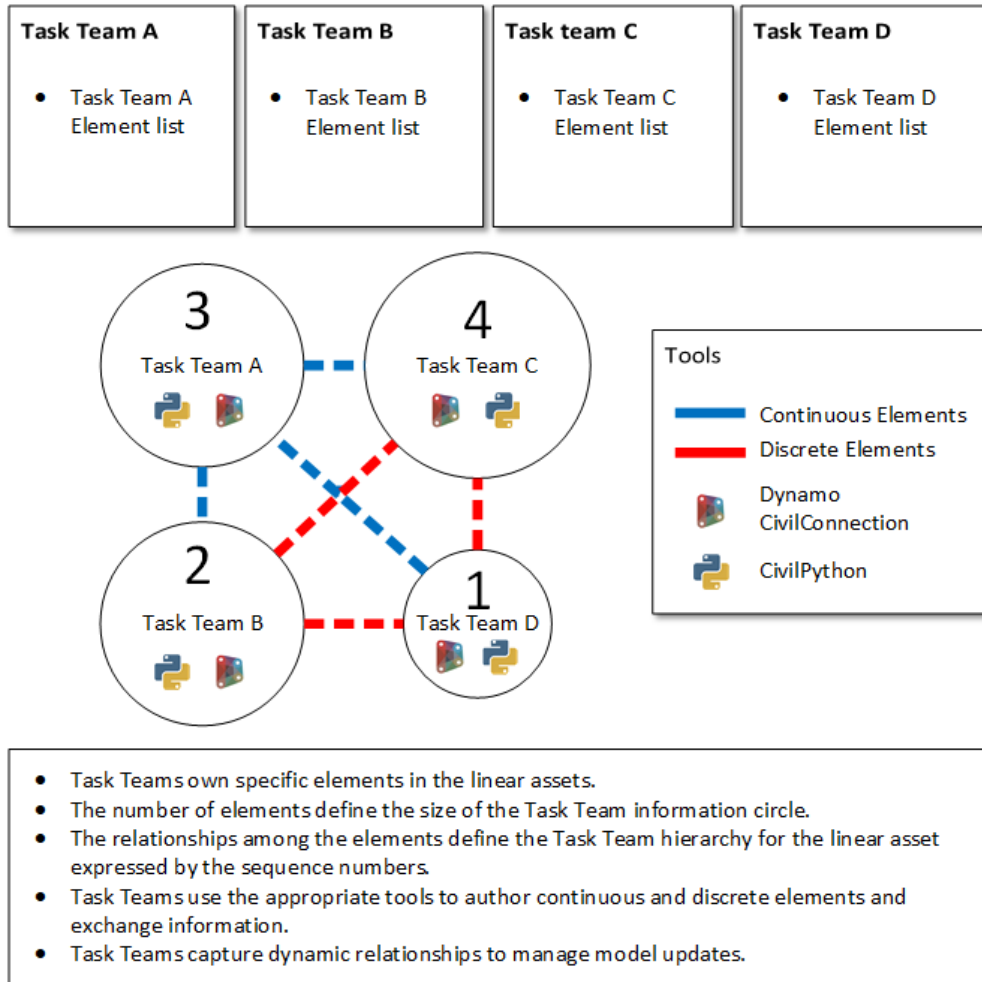 Task Team A
Task Team B
Task team C
Task Team D
• Task Team A
Element list
• Task Team B
Element list
• Task Team C
Element list
• Task Team D
Element list
3
Task Team A
4
Task Team C
2
Task Team B
1
Task Team D
Tools
Continuous Elements
Discrete Elements
Dynamo
CivilConnection
CivilPython
• Task Teams own specific elements in the linear assets.
• The number of elements define the size of the Task Team information circle.
• The relationships among the elements define the Task Team hierarchy for the linear asset
expressed by the sequence numbers.
• Task Teams use the appropriate tools to author continuous and discrete elements and
exchange information.
• Task Teams capture dynamic relationships to manage model updates.